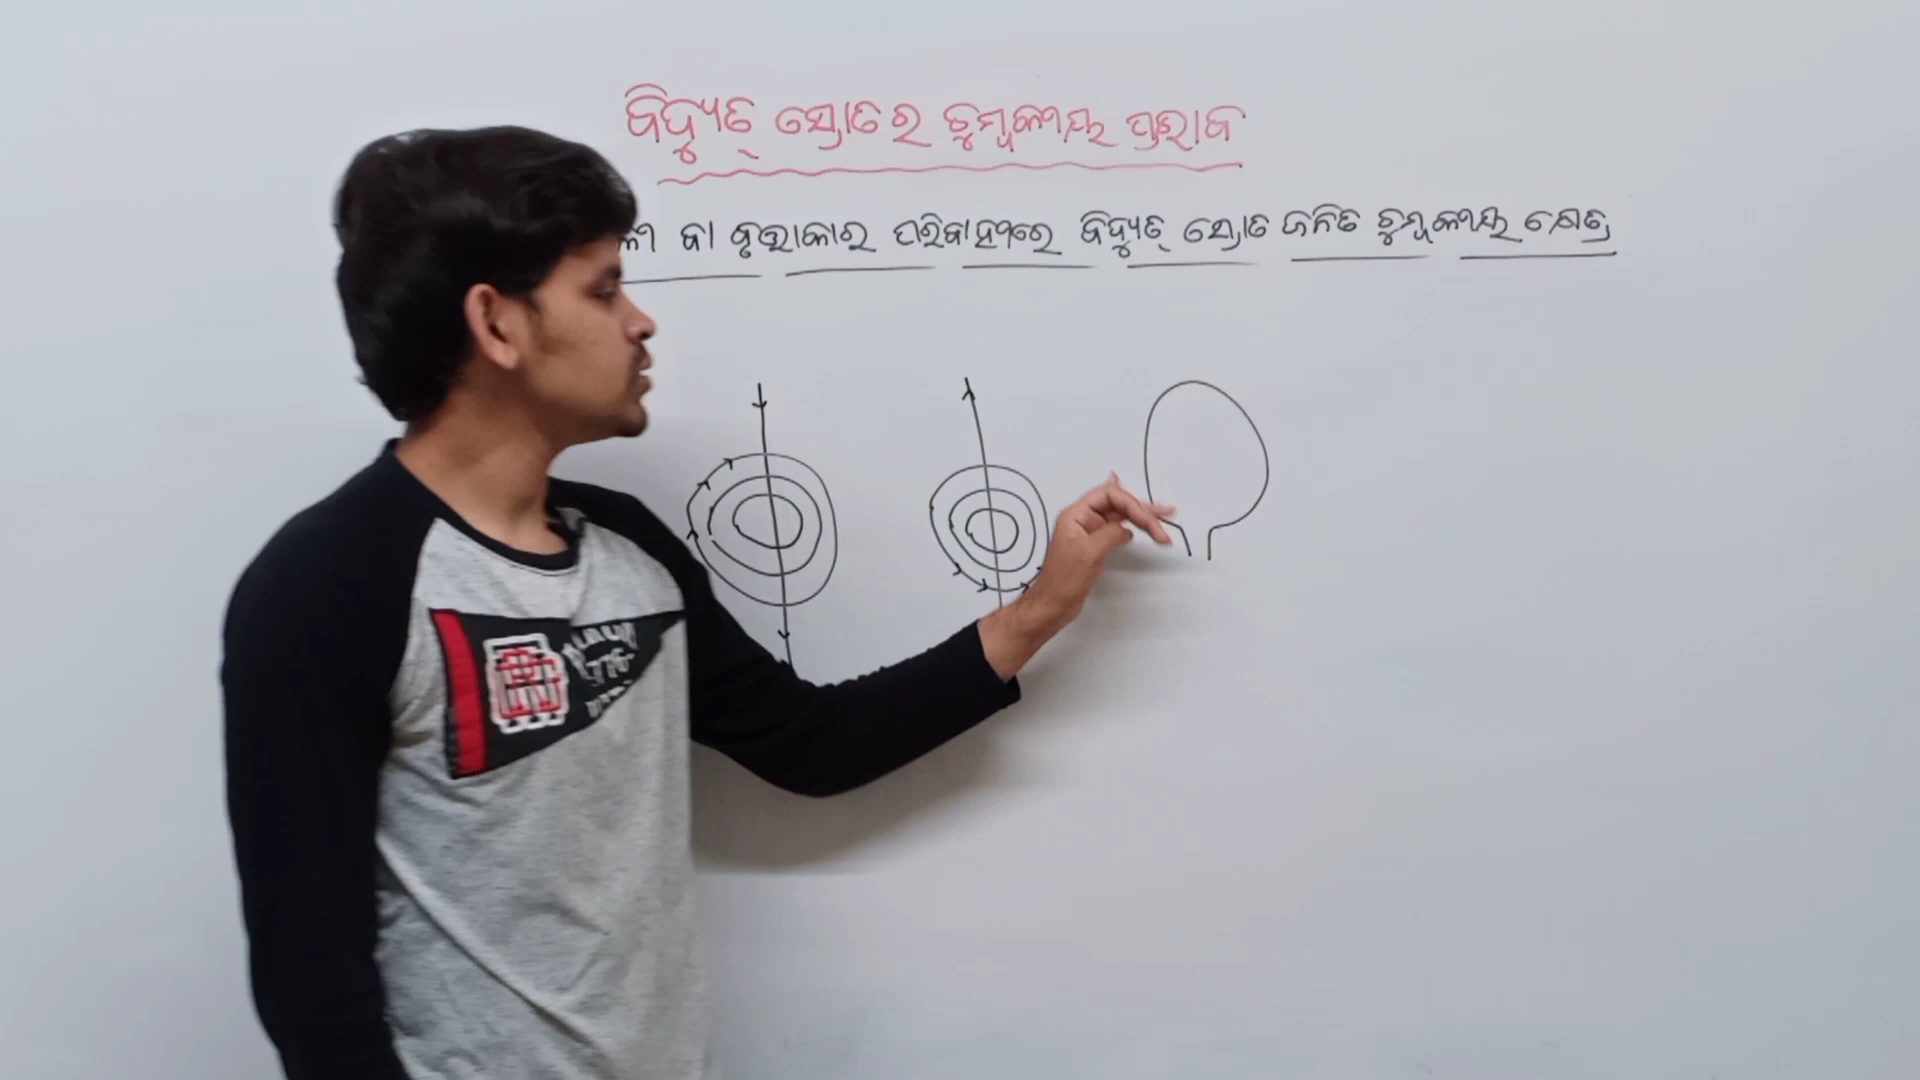 ବିଦ୍ୟୁତ୍ ସ୍ରୋତର ଚୁମ୍ବକୀୟ ପ୍ରଭାବ
ବା ବୃତ୍ତାକାର ପରିବାହୀରେ ବିଦ୍ୟୁତ୍ ସ୍ରୋତ ଜନିତ ଚୁମ୍ବକୀୟ କ୍ଷେତ୍ର